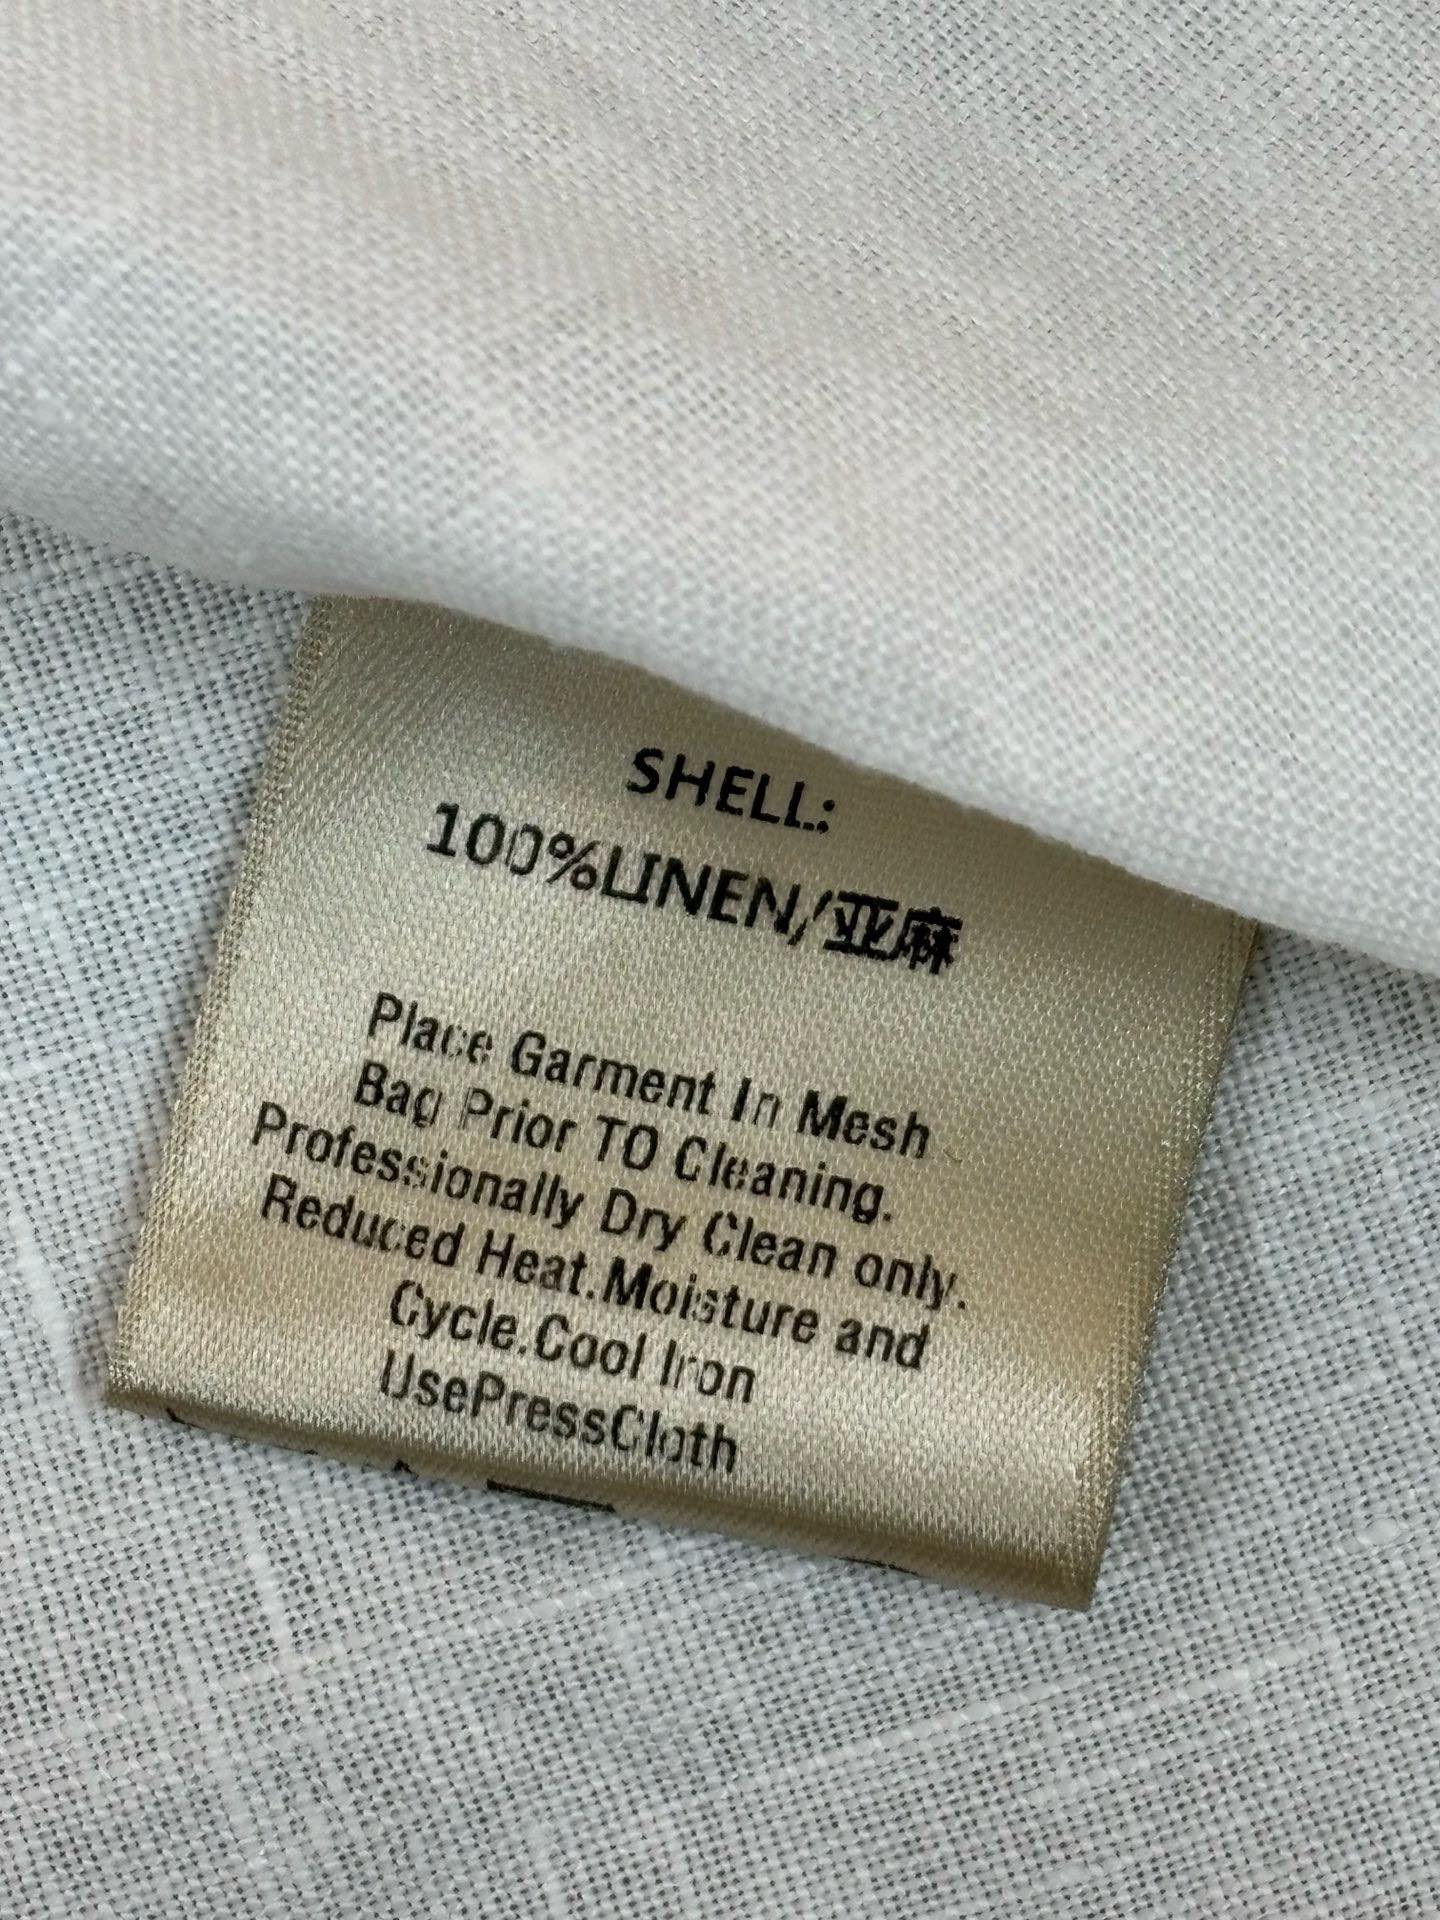 SHELL:
100%LINEN/亚麻
Place Garment In Mesh
Bag Prior TO Cleaning.
Professionally Dry Clean only.
Reduced Heat.Moisture and
Cycle.Cool Iron
UsePressCloth